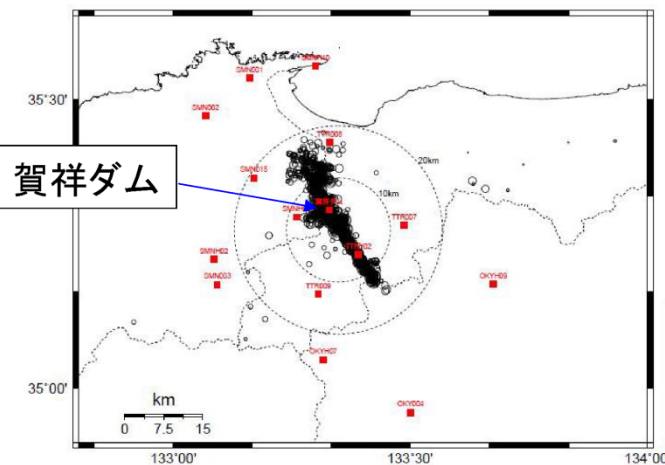 SMN001
35°30'
SMN002
TTR008
20km
SMN015
賀祥ダム
10km
TTR007
SMNH02
SMN003
OKYH09
TTR009
OKYH07
35°00'
km
OKY004
0 7.5 15
133°00'
133°30'
134°00'